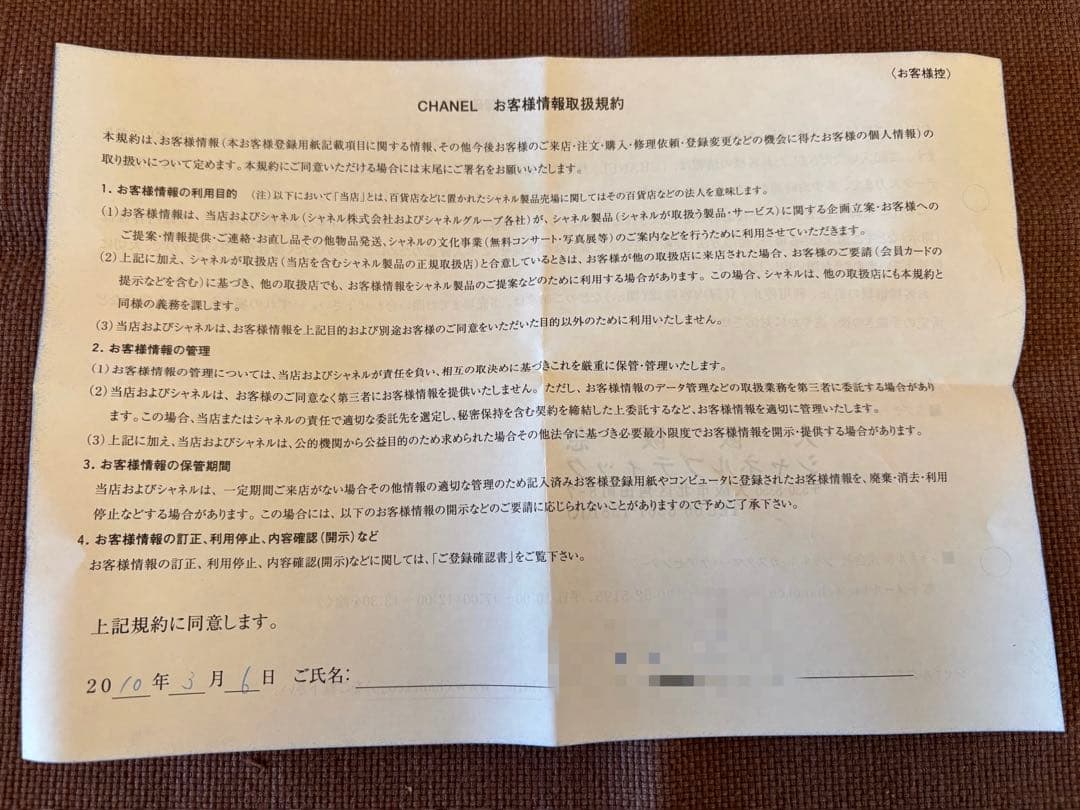 〈お客様控〉
CHANEL　お客様情報取扱規約
本規約は、お客様情報(本お客様登録用紙記載項目に関する情報、その他今後お客様のご来店・注文・購入・修理依頼・登録変更などの機会に得たお客様の個人情報)の
取り扱いについて定めます。本規約にご同意いただける場合には末尾にご署名をお願いいたします。
1．お客様情報の利用目的　(注)以下において「当店」とは、百貨店などに置かれたシャネル製品売場に関してはその百貨店などの法人を意味します。
(1)お客様情報は、当店およびシャネル(シャネル株式会社およびシャネルグループ各社)が、シャネル製品(シャネルが取扱う製品・サービス)に関する企画立案・お客様への
ご提案・情報提供・ご連絡・お直し品その他物品発送、シャネルの文化事業(無料コンサート・写真展等)のご案内などを行うために利用させていただきます。
(2)上記に加え、シャネルが取扱店(当店を含むシャネル製品の正規取扱店)と合意しているときは、お客様が他の取扱店に来店された場合、お客様のご要請(会員カードの
提示などを含む)に基づき、他の取扱店でも、お客様情報をシャネル製品のご提案などのために利用する場合があります。この場合、シャネルは、他の取扱店にも本規約と
同様の義務を課します。
(3)当店およびシャネルは、お客様情報を上記目的および別途お客様のご同意をいただいた目的以外のために利用いたしません。
2．お客様情報の管理
(1)お客様情報の管理については、当店およびシャネルが責任を負い、相互の取決めに基づきこれを厳重に保管・管理いたします。
(2)当店およびシャネルは、お客様のご同意なく第三者にお客様情報を提供いたしません。ただし、お客様情報のデータ管理などの取扱業務を第三者に委託する場合があり
ます。この場合、当店またはシャネルの責任で適切な委託先を選定し、秘密保持を含む契約を締結した上委託するなど、お客様情報を適切に管理いたします。
(3)上記に加え、当店およびシャネルは、公的機関から公益目的のため求められた場合その他法令に基づき必要最小限度でお客様情報を開示・提供する場合があります。
3．お客様情報の保管期間
当店およびシャネルは、一定期間ご来店がない場合その他情報の適切な管理のため記入済みお客様登録用紙やコンピュータに登録されたお客様情報を、廃棄・消去・利用
停止などする場合があります。この場合には、以下のお客様情報の開示などのご要請に応じられないことがありますので予めご了承下さい。
4．お客様情報の訂正、利用停止、内容確認(開示)など
お客様情報の訂正、利用停止、内容確認(開示)などに関しては、「ご登録確認書」をご覧下さい。
上記規約に同意します。
2010年3月6日　ご氏名: